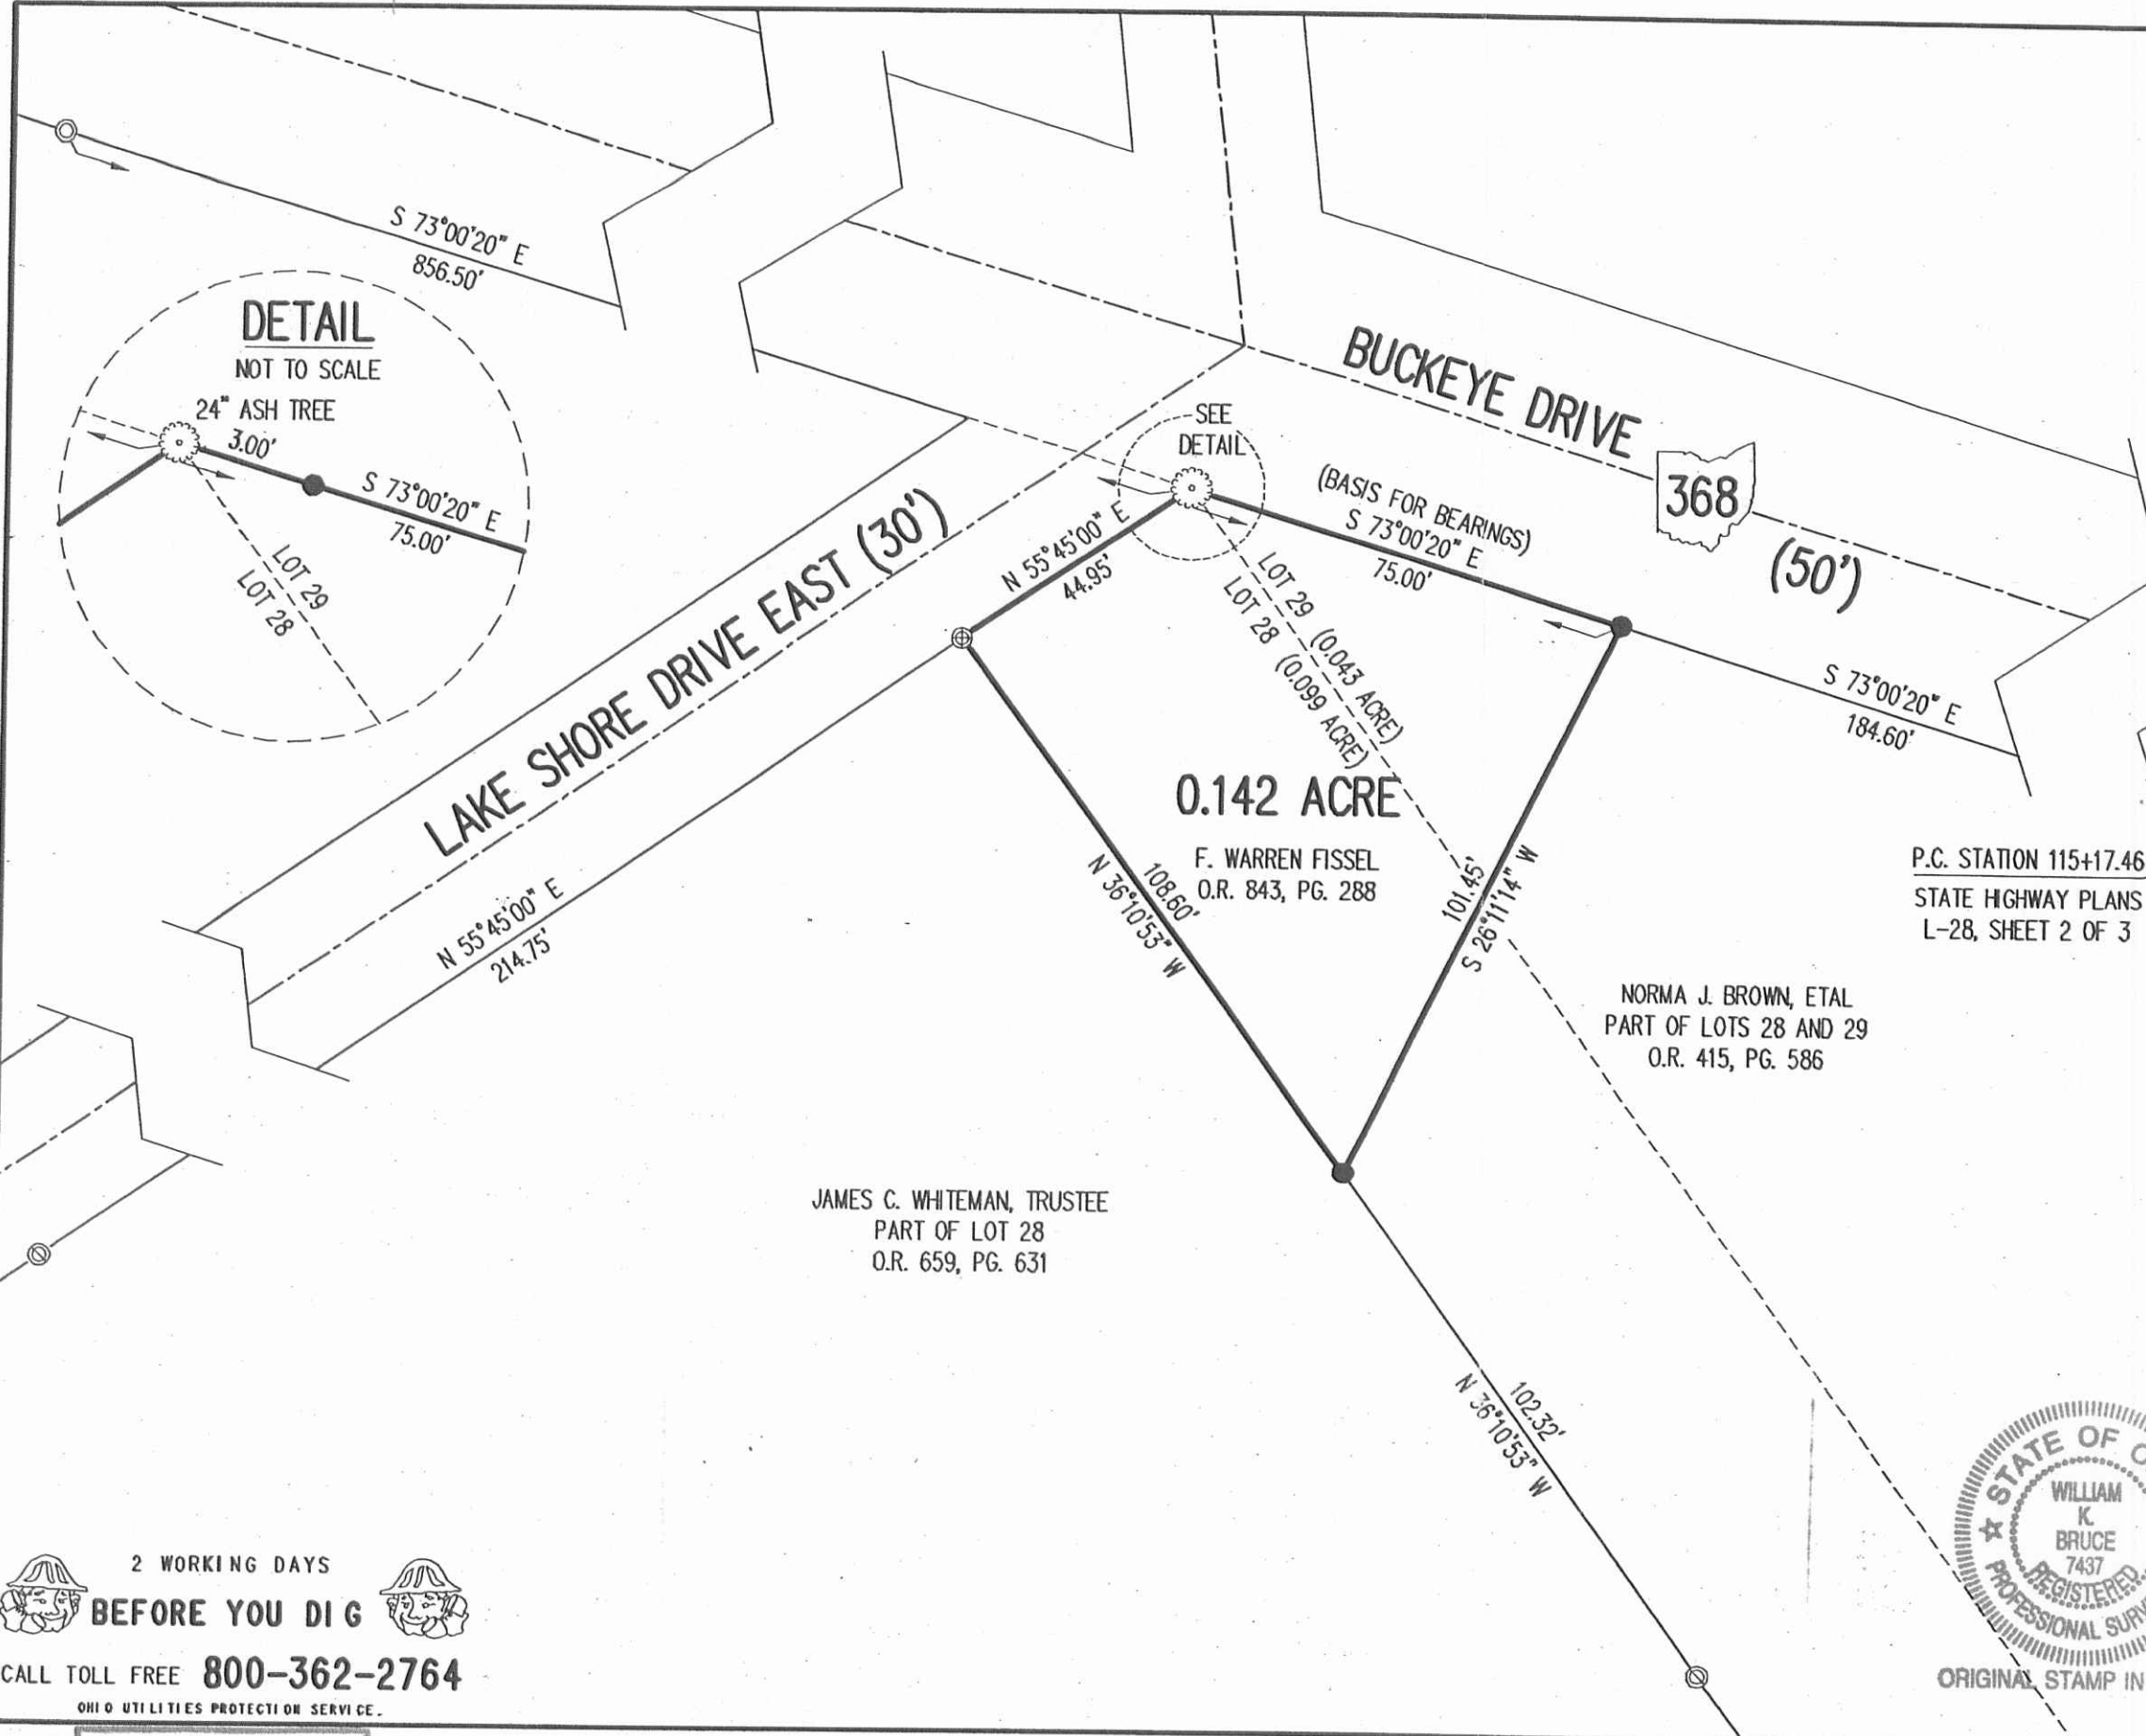 S 73°00'20" E
856.50'
DETAIL
NOT TO SCALE
24" ASH TREE
3.00'
S 73°00'20" E
75.00'
LOT 29
LOT 28
SEE
DETAIL
BUCKEYE DRIVE
368
(50')
(BASIS FOR BEARINGS)
S 73°00'20" E
75.00'
N 55°45'00" E
44.95'
LAKE SHORE DRIVE EAST (30')
LOT 29 (0.043 ACRE)
LOT 28 (0.099 ACRE)
S 73°00'20" E
184.60'
0.142 ACRE
F. WARREN FISSEL
O.R. 843, PG. 288
108.60'
N 36°10'53" W
101.45'
S 26°11'14" W
P.C. STATION 115+17.46
STATE HIGHWAY PLANS
L-28, SHEET 2 OF 3
N 55°45'00" E
214.75'
NORMA J. BROWN, ETAL
PART OF LOTS 28 AND 29
O.R. 415, PG. 586
JAMES C. WHITEMAN, TRUSTEE
PART OF LOT 28
O.R. 659, PG. 631
102.32'
N 36°10'53" W
STATE OF
WILLIAM
K.
BRUCE
7437
REGISTERED
PROFESSIONAL
ORIGINAL STAMP IN
2 WORKING DAYS
BEFORE YOU DIG
CALL TOLL FREE 800-362-2764
OHIO UTILITIES PROTECTION SERVICE.